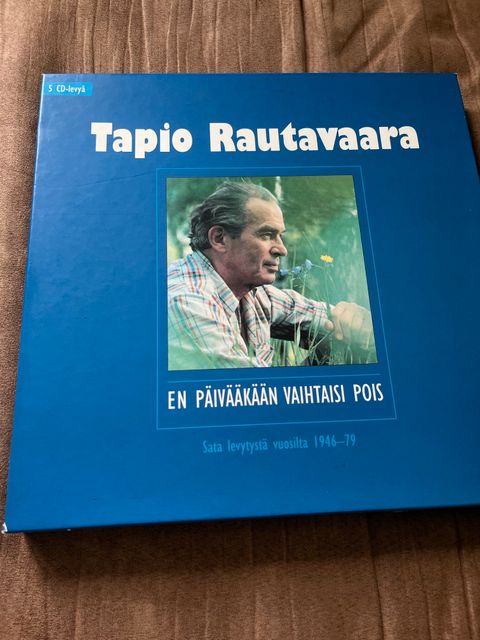 5 CD-levyä
Tapio Rautavaara
EN PÄIVÄÄKÄÄN VAIHTAISI POIS
Sata levytystä vuosilta 1946–79